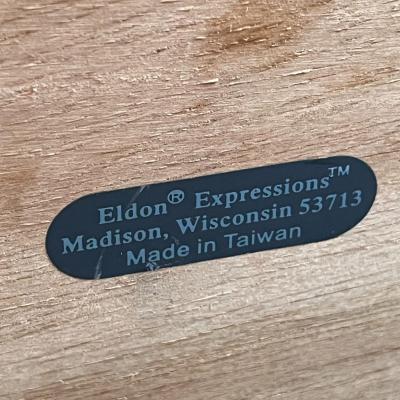 Eldon® Expressions™
Madison, Wisconsin 53713
Made in Taiwan